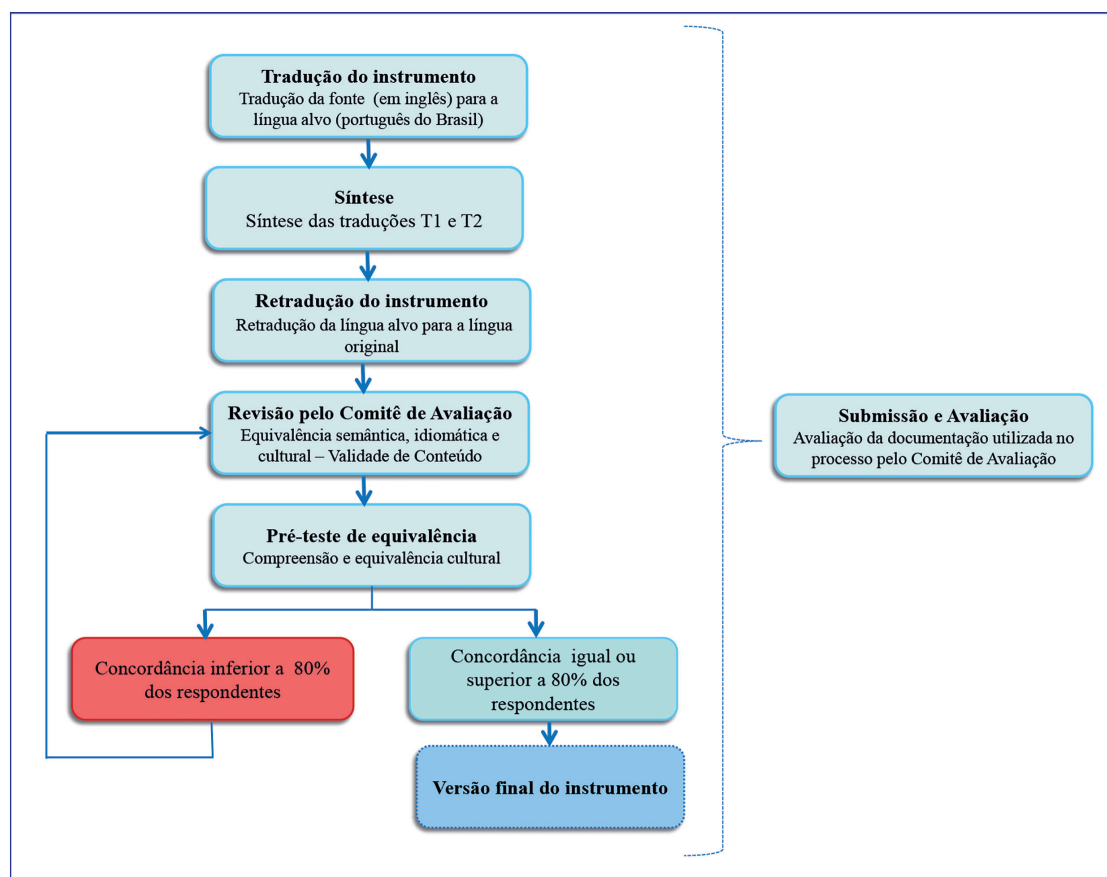 Tradução do instrumento
Tradução da fonte (em inglês) para a
língua alvo (português do Brasil)
Síntese
Síntese das traduções T1 e T2
Retradução do instrumento
Retradução da língua alvo para a língua
original
Revisão pelo Comitê de Avaliação
Equivalência semântica, idiomática e
cultural – Validade de Conteúdo
Pré-teste de equivalência
Compreensão e equivalência cultural
Concordância inferior a 80%
dos respondentes
Concordância igual ou
superior a 80% dos
respondentes
Versão final do instrumento
Submissão e Avaliação
Avaliação da documentação utilizada no
processo pelo Comitê de Avaliação